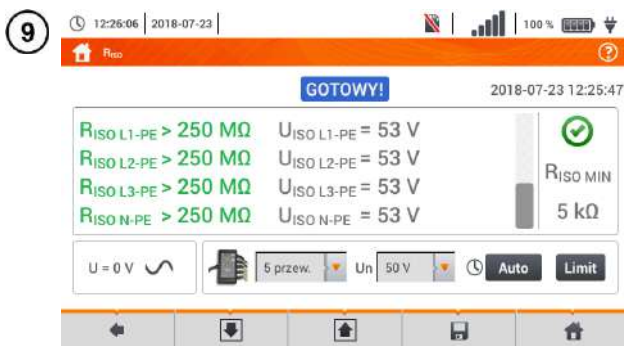 9
12:26:06 2018-07-23 100 %
RISO ?
GOTOWY! 2018-07-23 12:25:47
RISO L1-PE > 250 MΩ UISO L1-PE = 53 V
RISO L2-PE > 250 MΩ UISO L2-PE = 53 V
RISO L3-PE > 250 MΩ UISO L3-PE = 53 V
RISO N-PE > 250 MΩ UISO N-PE = 53 V
RISO MIN
5 kΩ
U = 0 V 5 przew. Un 50 V Auto Limit